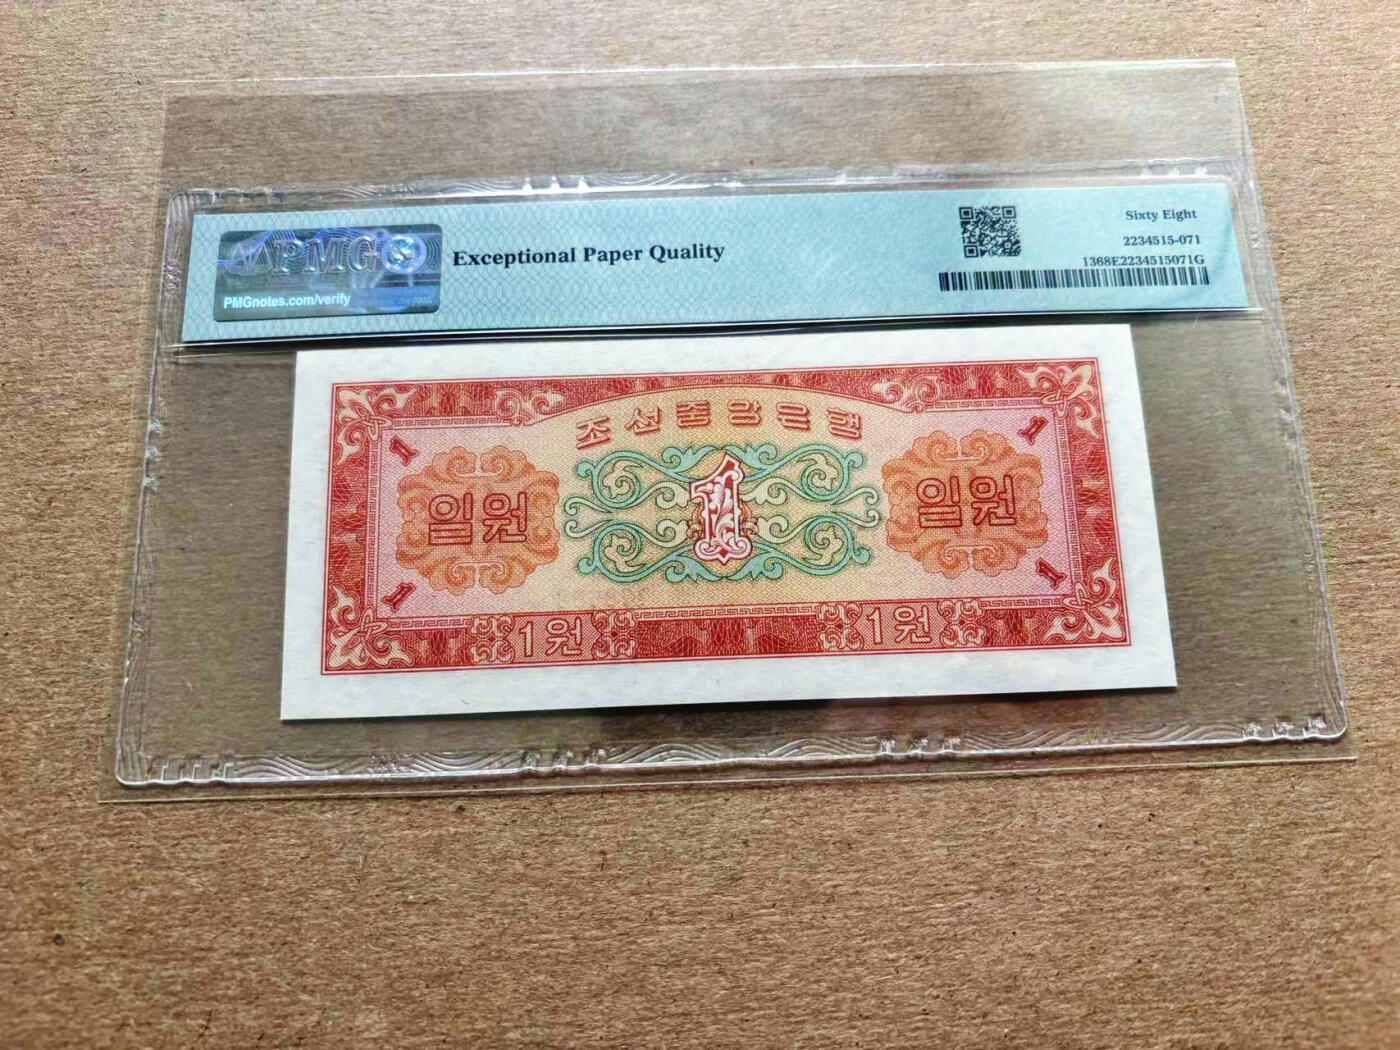 Sixty Eight
PMG
Exceptional Paper Quality
2234515-071
1368E2234515071G
PMGnotes.com/verify
조선중앙은행
1
1
일원
1
일원
1
1
1원
1원